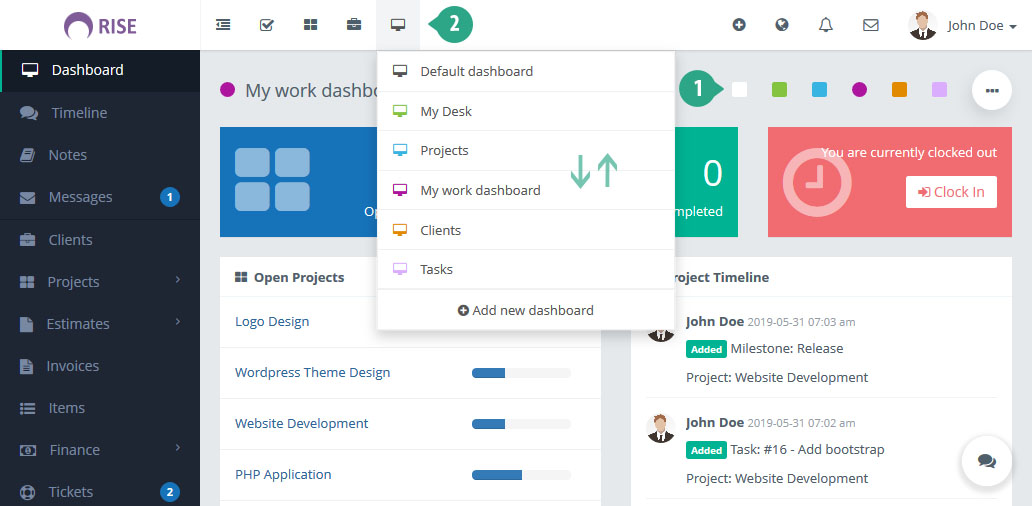 RISE
2
John Doe
Dashboard
Timeline
Notes
Messages 1
Clients
Projects
Estimates
Invoices
Items
Finance
Tickets 2
My work dashbo
1
Default dashboard
My Desk
Projects
My work dashboard
Clients
Tasks
Add new dashboard
Op
0
mpleted
You are currently clocked out
Clock In
Open Projects
Logo Design
Wordpress Theme Design
Website Development
PHP Application
roject Timeline
John Doe 2019-05-31 07:03 am
Added Milestone: Release
Project: Website Development
John Doe 2019-05-31 07:02 am
Added Task: #16 - Add bootstrap
Project: Website Development